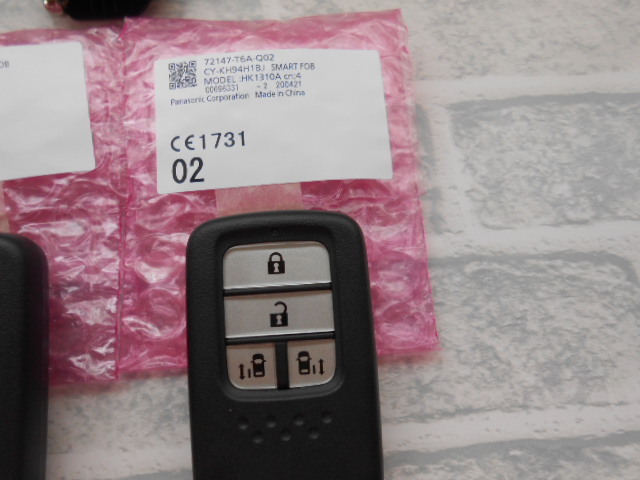 72147-T6A-Q02
CY-KH94H1BJ SMART FOB
MODEL :HK1310A cn;4
00696331 -2 200421
Panasonic Corporation Made in China
CE1731
02